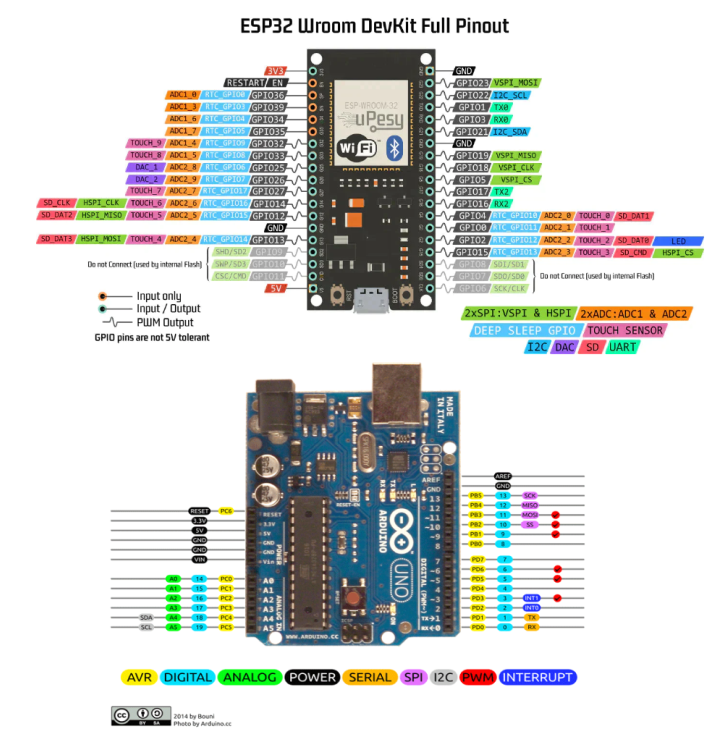 ESP32 Wroom DevKit Full Pinout
3V3
RESTART EN
ADC1_0 RTC_GPIO0 GPIO36
ADC1_3 RTC_GPIO3 GPIO39
ADC1_6 RTC_GPIO4 GPIO34
ADC1_7 RTC_GPIO5 GPIO35
TOUCH_9 ADC1_4 RTC_GPIO9 GPIO32
TOUCH_8 ADC1_5 RTC_GPIO8 GPIO33
DAC_1 ADC2_8 RTC_GPIO6 GPIO25
DAC_2 ADC2_9 RTC_GPIO7 GPIO26
TOUCH_7 ADC2_7 RTC_GPIO17 GPIO27
SD_CLK HSPI_CLK TOUCH_6 ADC2_6 RTC_GPIO16 GPIO14
SD_DAT2 HSPI_MISO TOUCH_5 ADC2_5 RTC_GPIO15 GPIO12
GND
SD_DAT3 HSPI_MOSI TOUCH_4 ADC2_4 RTC_GPIO14 GPIO13
SHD/SD2 GPIO9
SWP/SD3 GPIO10
CSC/CMD GPIO11
Do not Connect (used by internal Flash)
5V
ESP-WROOM-32
uPesy
WiFi
RST
BOOT
GND
GPIO23 VSPI_MOSI
GPIO22 I2C_SCL
GPIO1 TX0
GPIO3 RX0
GPIO21 I2C_SDA
GND
GPIO19 VSPI_MISO
GPIO18 VSPI_CLK
GPIO5 VSPI_CS
GPIO17 TX2
GPIO16 RX2
GPIO4 RTC_GPIO10 ADC2_0 TOUCH_0 SD_DAT1
GPIO0 RTC_GPIO11 ADC2_1 TOUCH_1
GPIO2 RTC_GPIO12 ADC2_2 TOUCH_2 SD_DAT0 LED
GPIO15 RTC_GPIO13 ADC2_3 TOUCH_3 SD_CMD HSPI_CS
GPIO8 SDI/SD1
GPIO7 SDO/SD0
GPIO6 SCK/CLK
Do not Connect (used by internal Flash)
Input only
Input / Output
PWM Output
GPIO pins are not 5V tolerant
2xSPI:VSPI & HSPI 2xADC:ADC1 & ADC2
DEEP SLEEP GPIO TOUCH SENSOR
I2C DAC SD UART
MADE
IN ITALY
RESET PC6
3.3V
5V
GND
GND
VIN
A0 14 PC0
A1 15 PC1
A2 16 PC2
A3 17 PC3
SDA A4 18 PC4
SCL A5 19 PC5
RESET
3.3V
5V
GND
GND
Vin
POWER
A0
A1
A2
A3
A4
A5
ANALOG IN
RESET-EN
RX
TX
L
ARDUINO
UNO
RESET
ICSP
ON
WWW.ARDUINO.CC
AREF
GND
13
12
~11
~10
~9
8
7
~6
~5
4
~3
2
TX→1
RX←0
DIGITAL (PWM~)
AREF
GND
PB5 13 SCK
PB4 12 MISO
PB3 11 MOSI
PB2 10 SS
PB1 9
PB0 8
PD7 7
PD6 6
PD5 5
PD4 4
PD3 3 INT1
PD2 2 INT0
PD1 1 TX
PD0 0 RX
AVR DIGITAL ANALOG POWER SERIAL SPI I2C PWM INTERRUPT
cc BY SA
2014 by Bouni
Photo by Arduino.cc